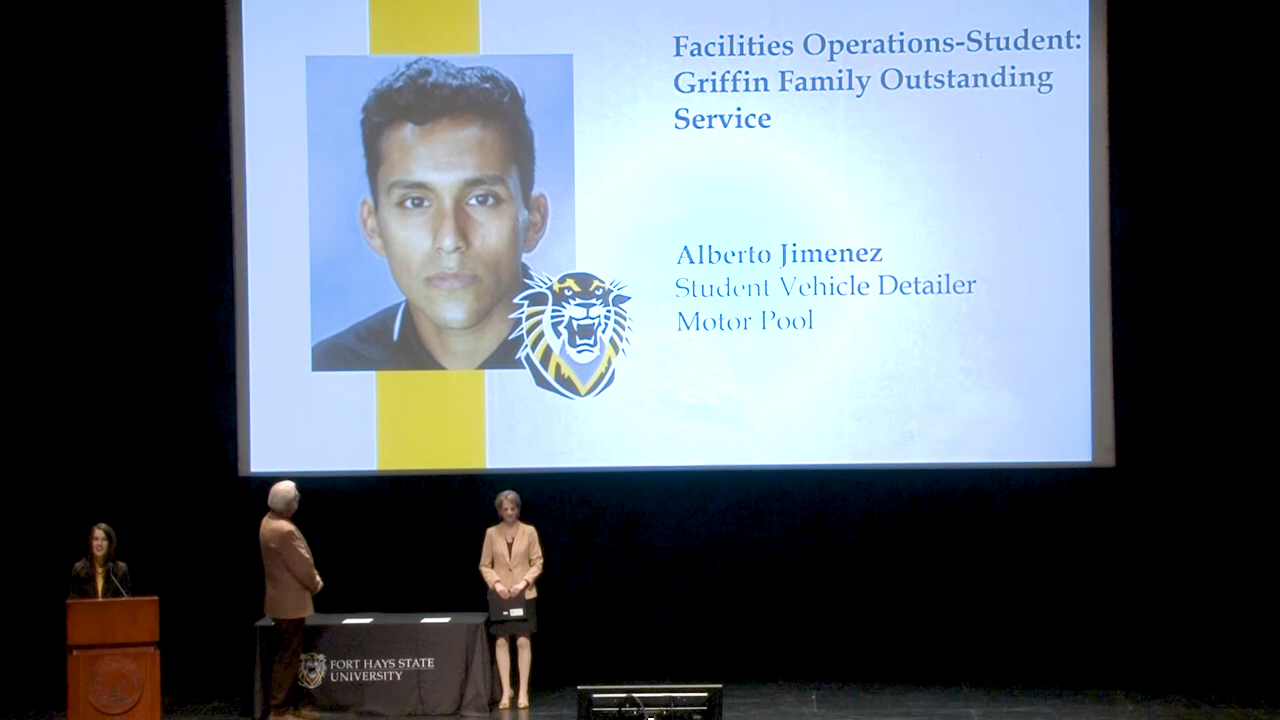 Facilities Operations-Student:
Griffin Family Outstanding
Service
Alberto Jimenez
Student Vehicle Detailer
Motor Pool
FORT HAYS STATE
UNIVERSITY